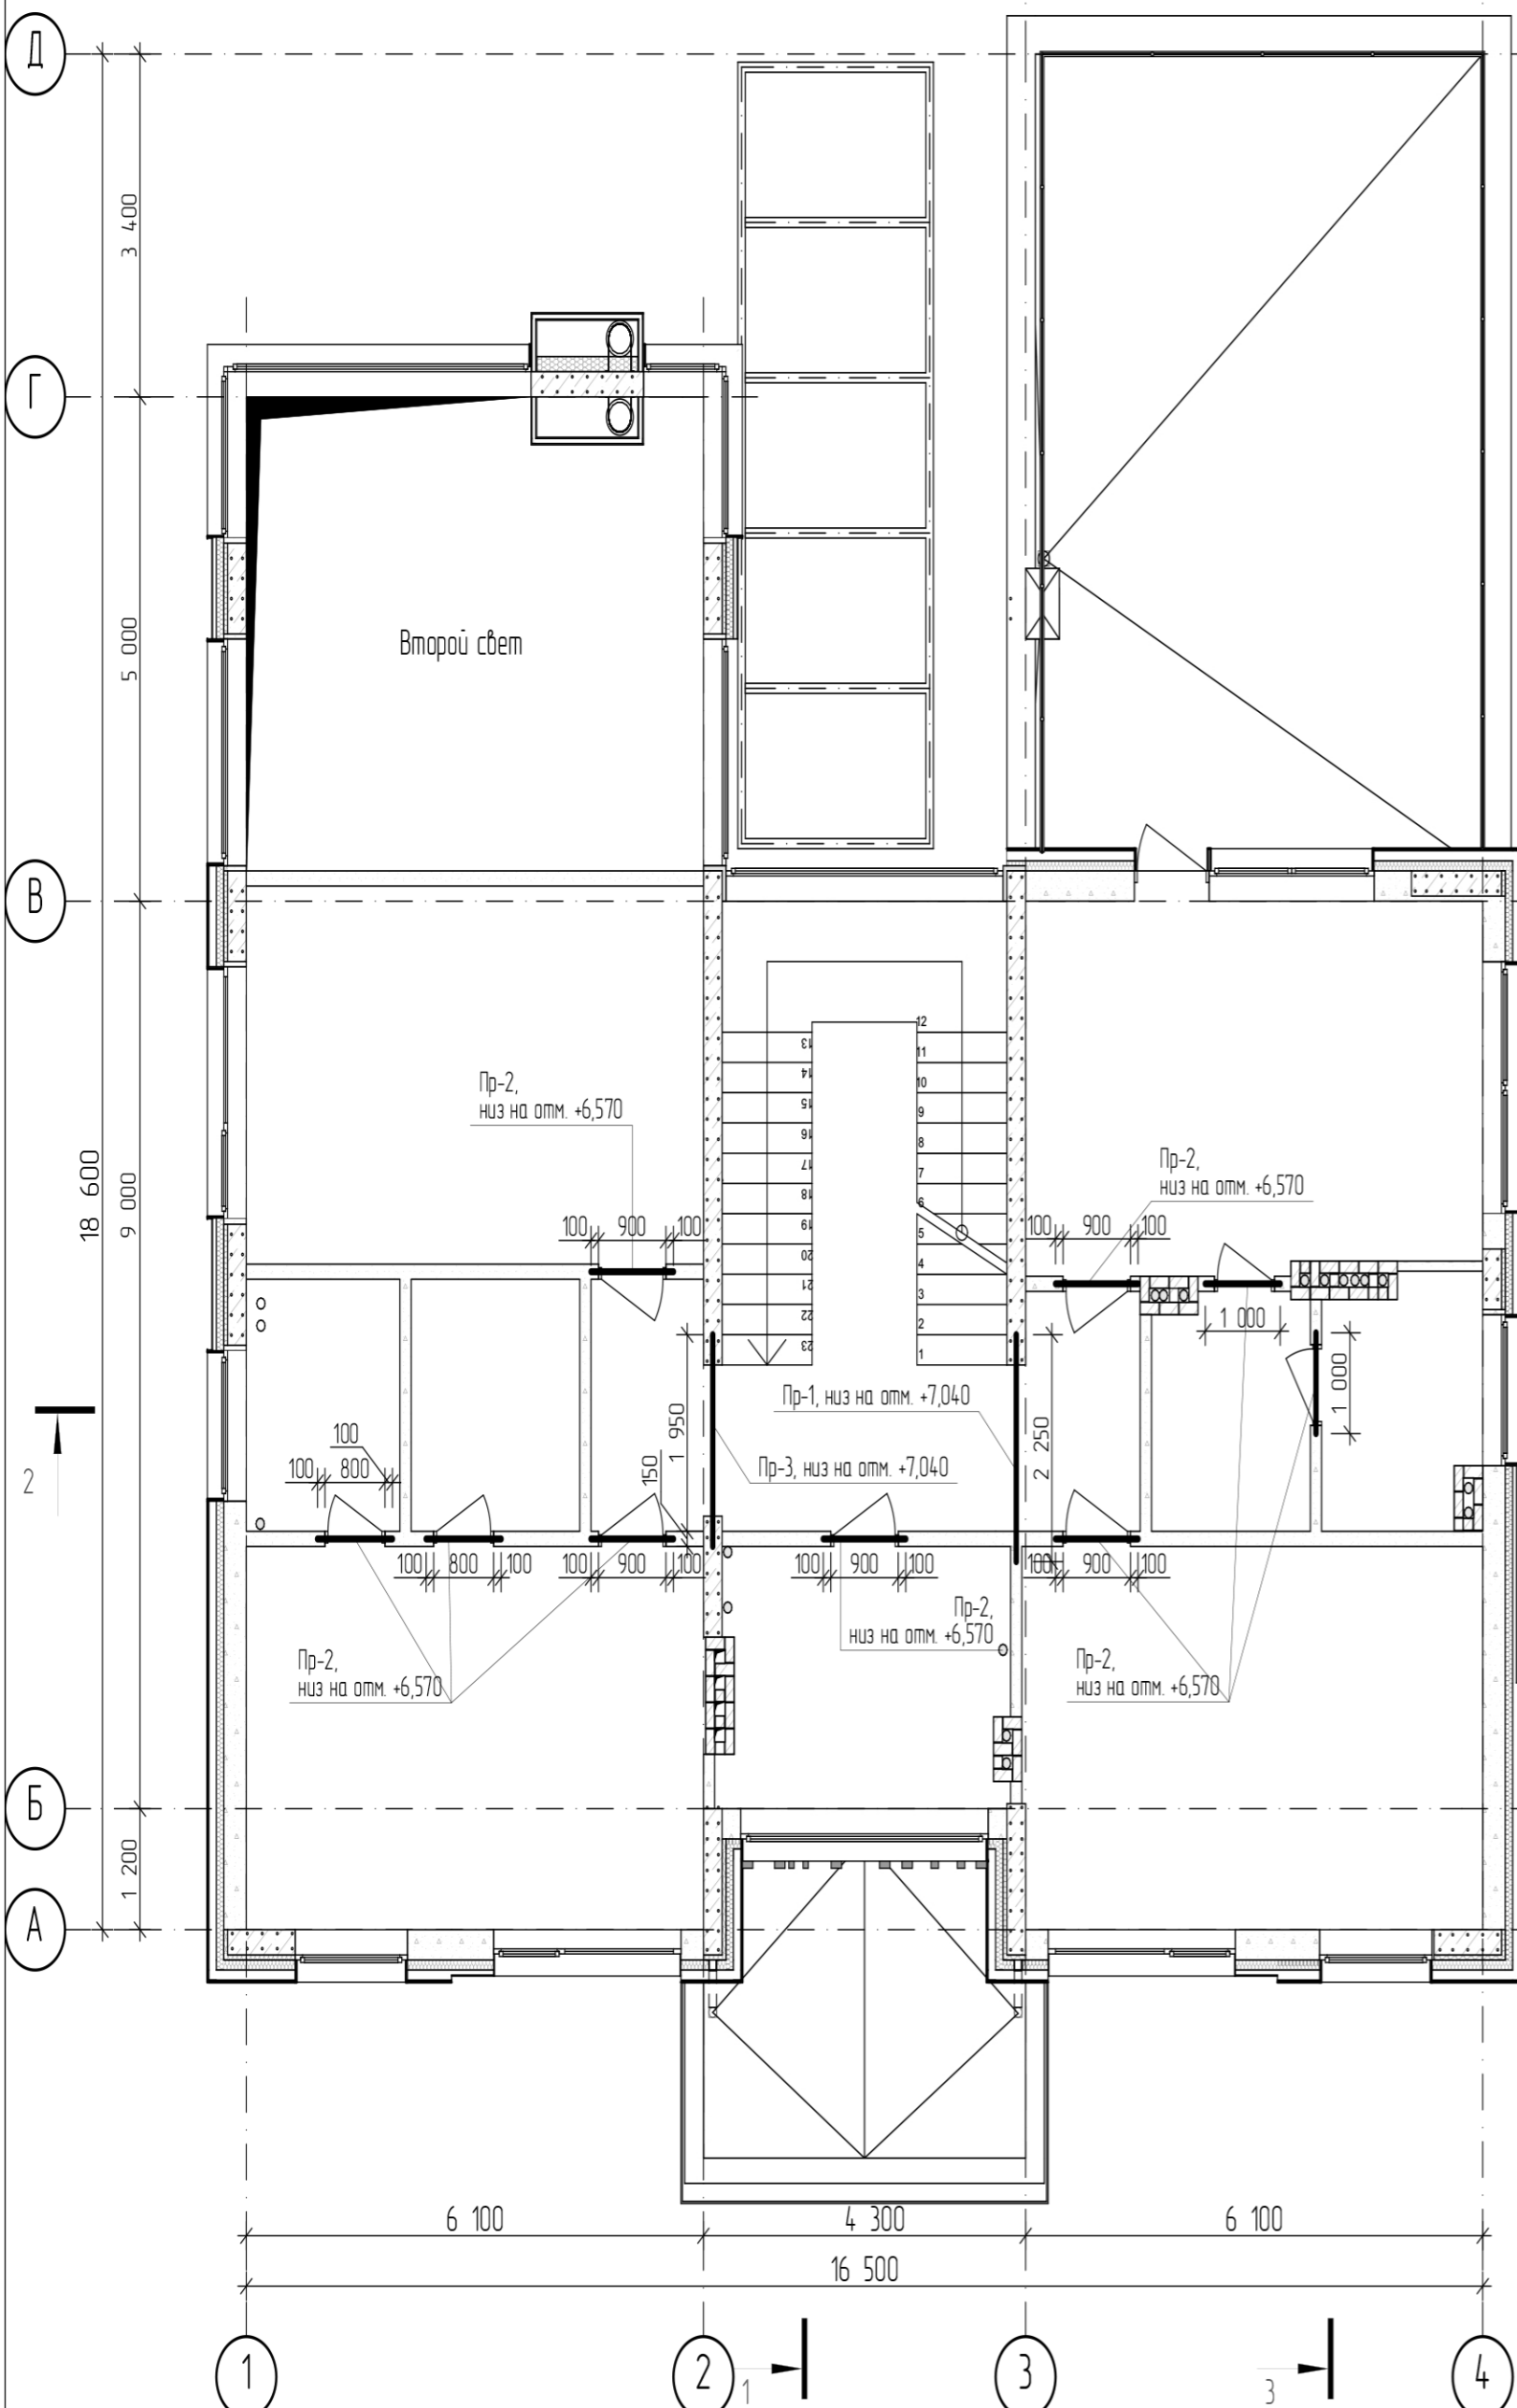 Д
3 400
Г
5 000
Второй свет
В
18 600
9 000
12
13
11
14
10
15
9
16
8
17
7
18
6
19
5
20
4
21
3
22
2
23
1
Пр-2,
низ на отм. +6,570
100 900 100
Пр-2,
низ на отм. +6,570
100 900 100
1 000
1 000
Пр-1, низ на отм. +7,040
1 950
2 250
Пр-3, низ на отм. +7,040
150
2
100
100 800
100 800 100
100 900 100
100 900 100
100 900 100
Пр-2,
низ на отм. +6,570
Пр-2,
низ на отм. +6,570
Пр-2,
низ на отм. +6,570
Б
1 200
А
6 100
4 300
6 100
16 500
1
2
1
3
3
4